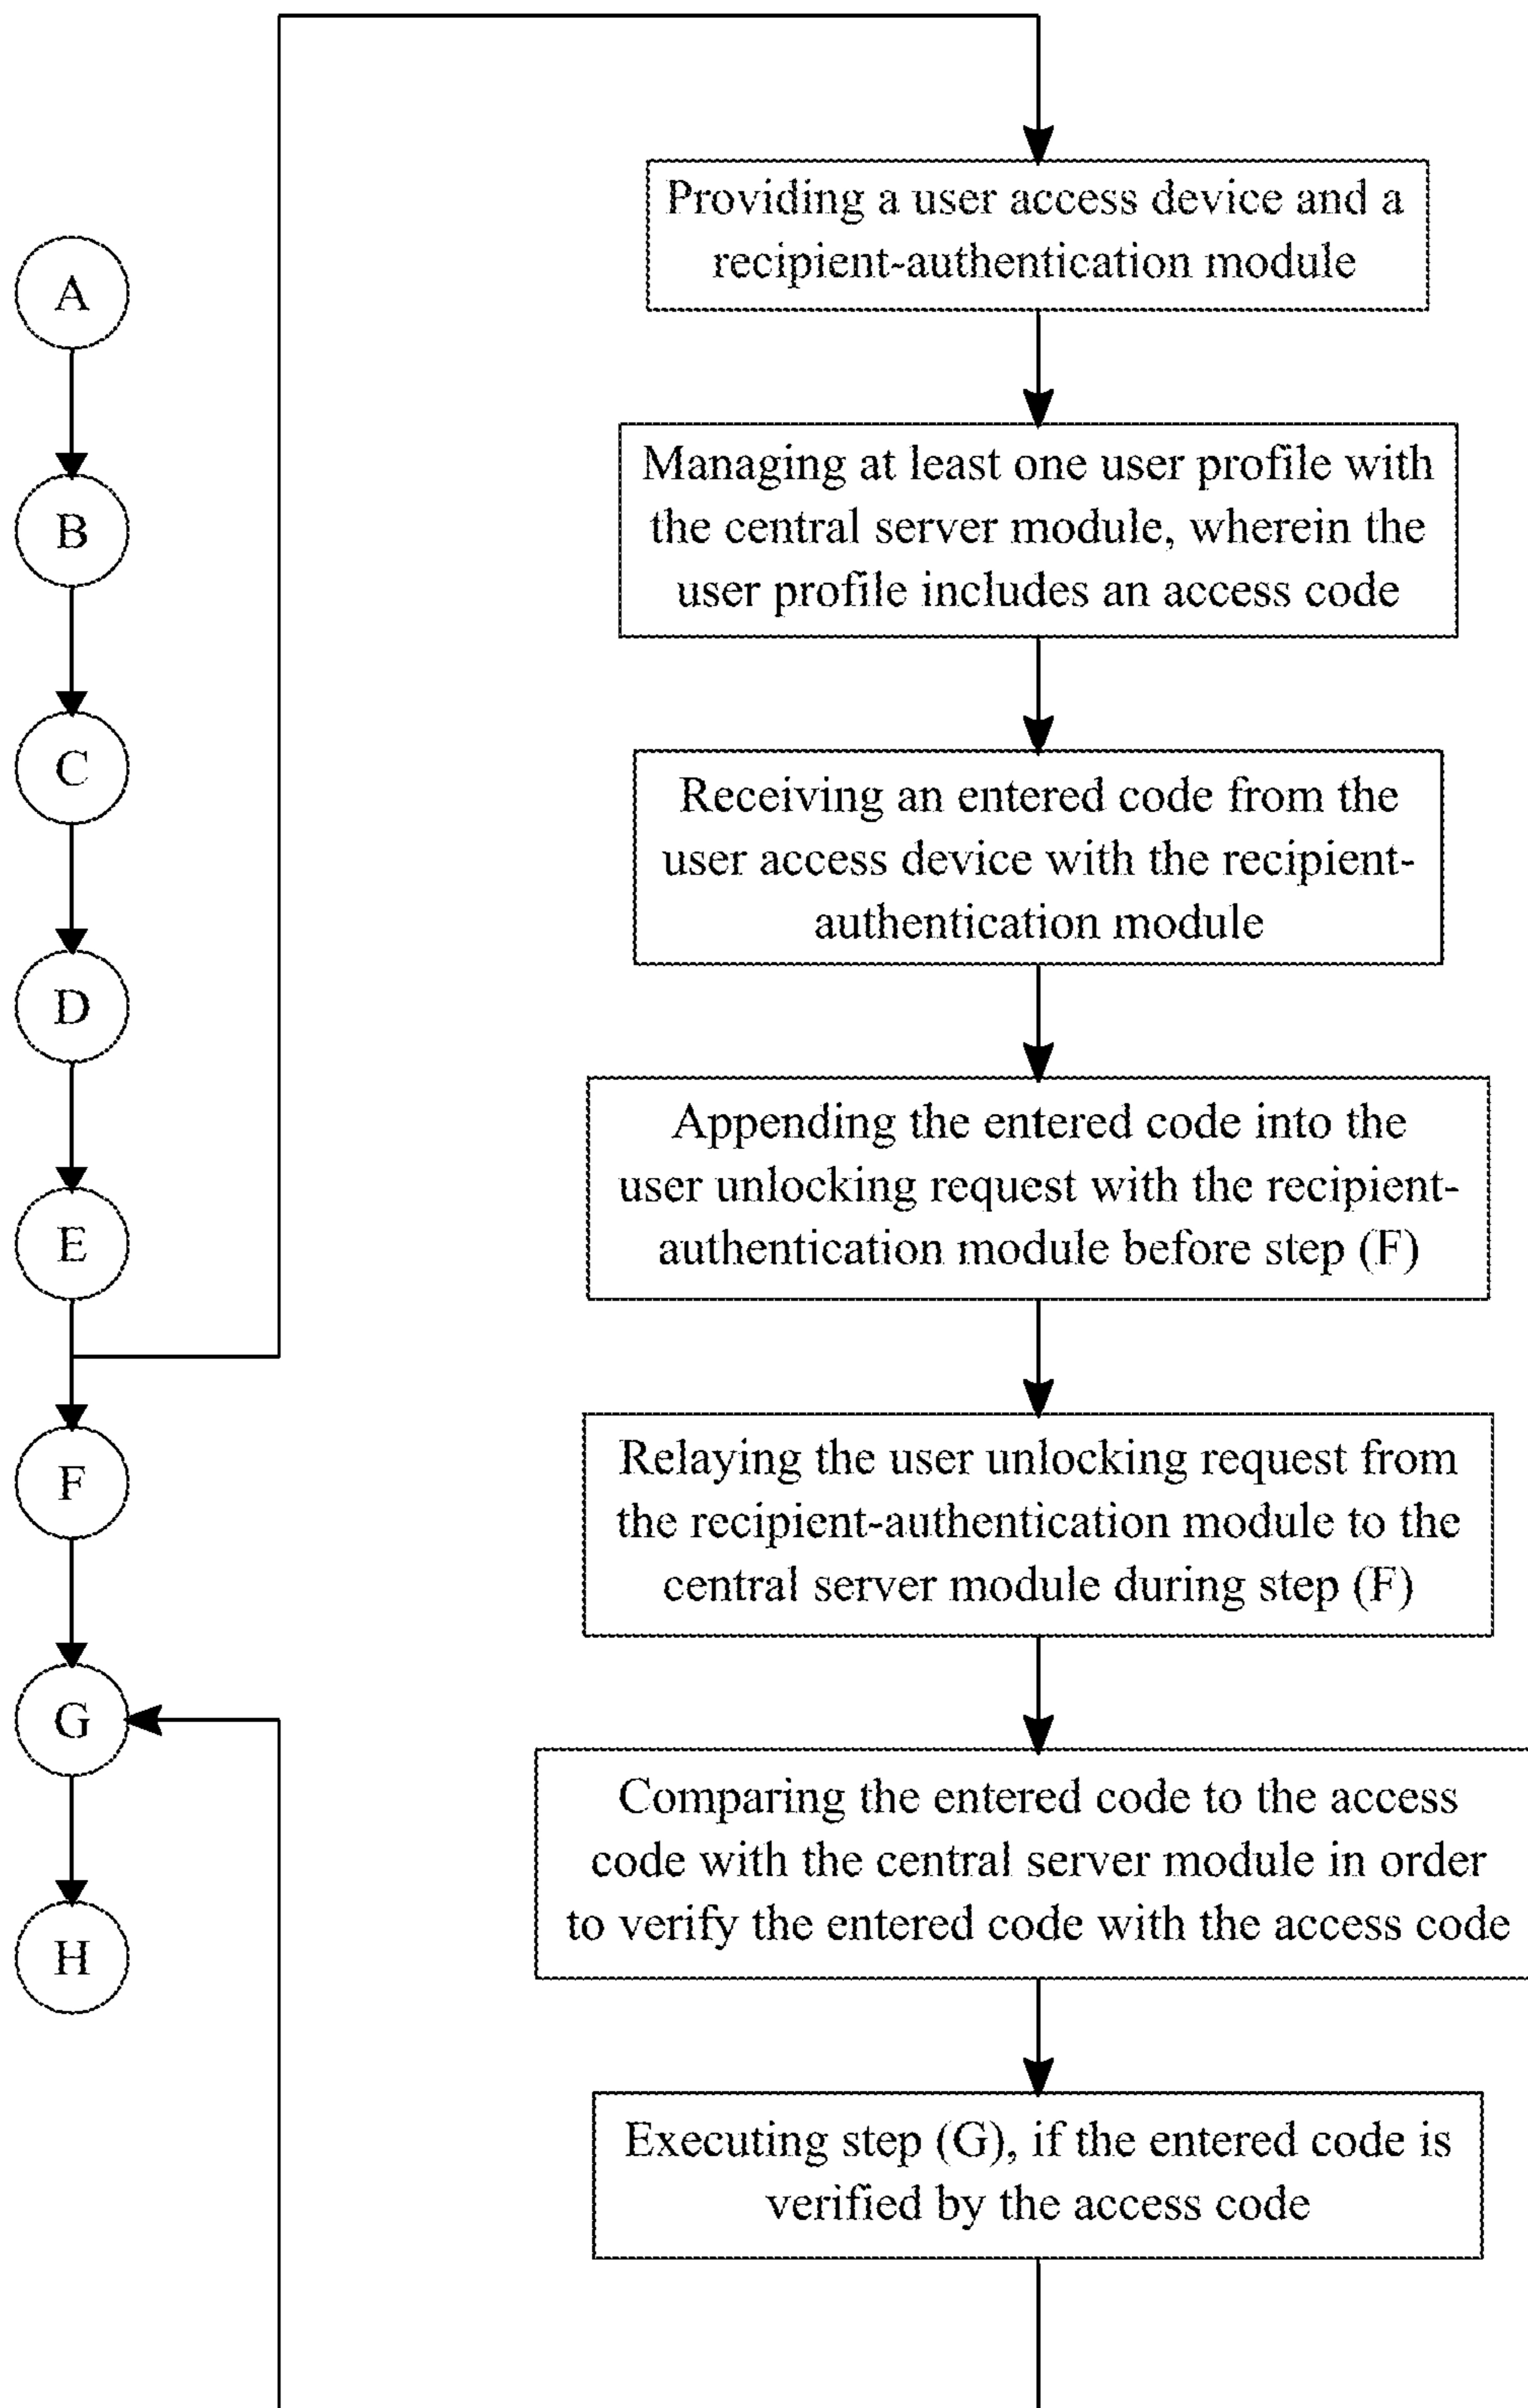 A
B
C
D
E
F
G
H
Providing a user access device and a
recipient-authentication module
Managing at least one user profile with
the central server module, wherein the
user profile includes an access code
Receiving an entered code from the
user access device with the recipient-
authentication module
Appending the entered code into the
user unlocking request with the recipient-
authentication module before step (F)
Relaying the user unlocking request from
the recipient-authentication module to the
central server module during step (F)
Comparing the entered code to the access
code with the central server module in order
to verify the entered code with the access code
Executing step (G), if the entered code is
verified by the access code